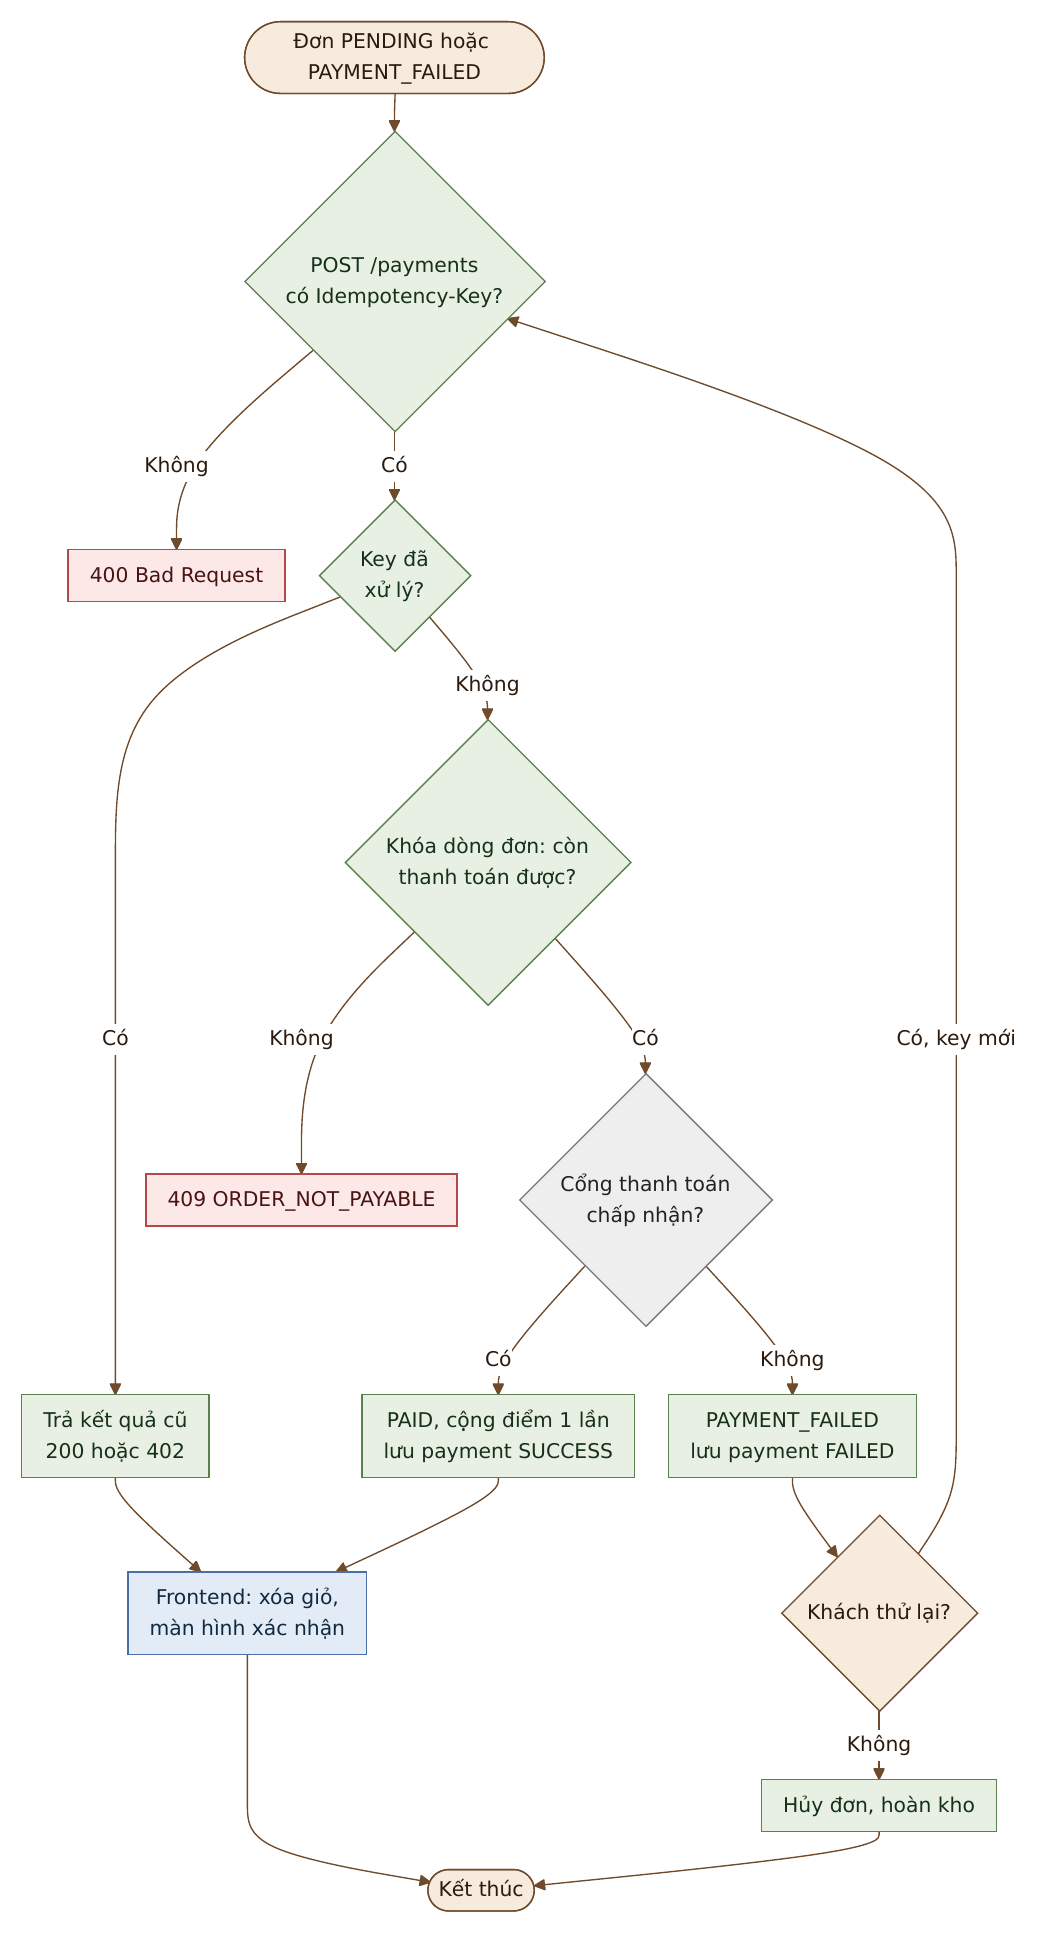 Đơn PENDING hoặc
PAYMENT_FAILED
POST /payments
có Idempotency-Key?
Không
Có
400 Bad Request
Key đã
xử lý?
Không
Khóa dòng đơn: còn
thanh toán được?
Có
Không
Có
Có, key mới
409 ORDER_NOT_PAYABLE
Cổng thanh toán
chấp nhận?
Có
Không
Trả kết quả cũ
200 hoặc 402
PAID, cộng điểm 1 lần
lưu payment SUCCESS
PAYMENT_FAILED
lưu payment FAILED
Frontend: xóa giỏ,
màn hình xác nhận
Khách thử lại?
Không
Hủy đơn, hoàn kho
Kết thúc